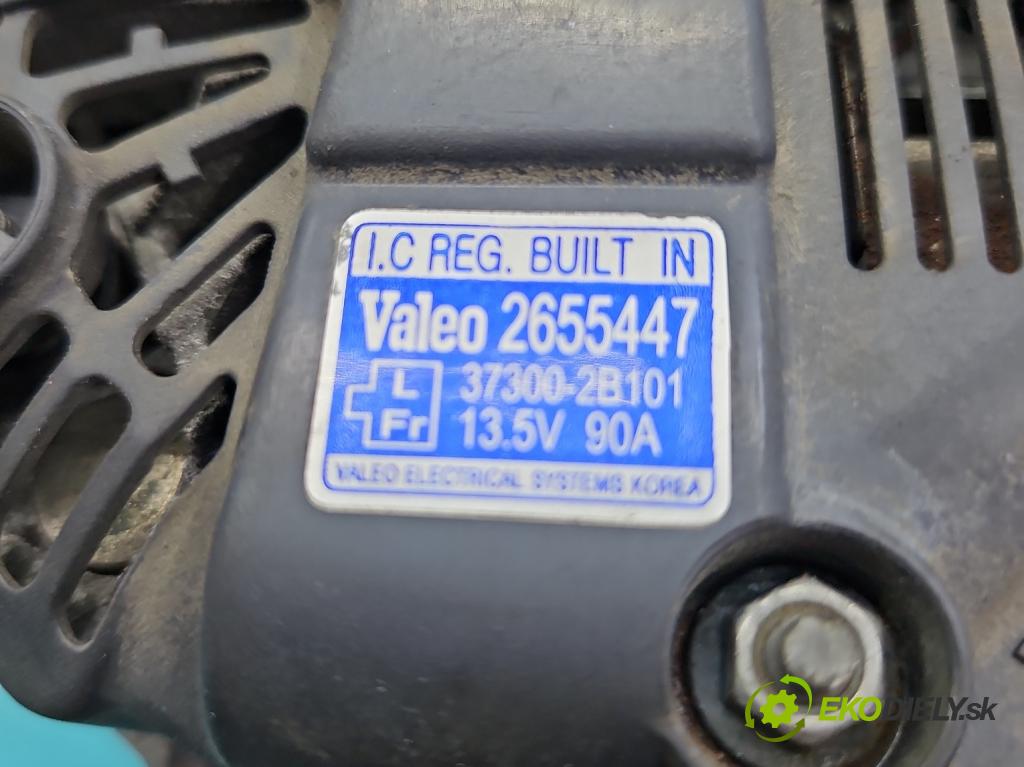 I.C REG. BUILT IN
Valeo 2655447
L 37300-2B101
Fr 13.5V 90A
VALEO ELECTRICAL SYSTEMS KOREA
EKODIELY.sk